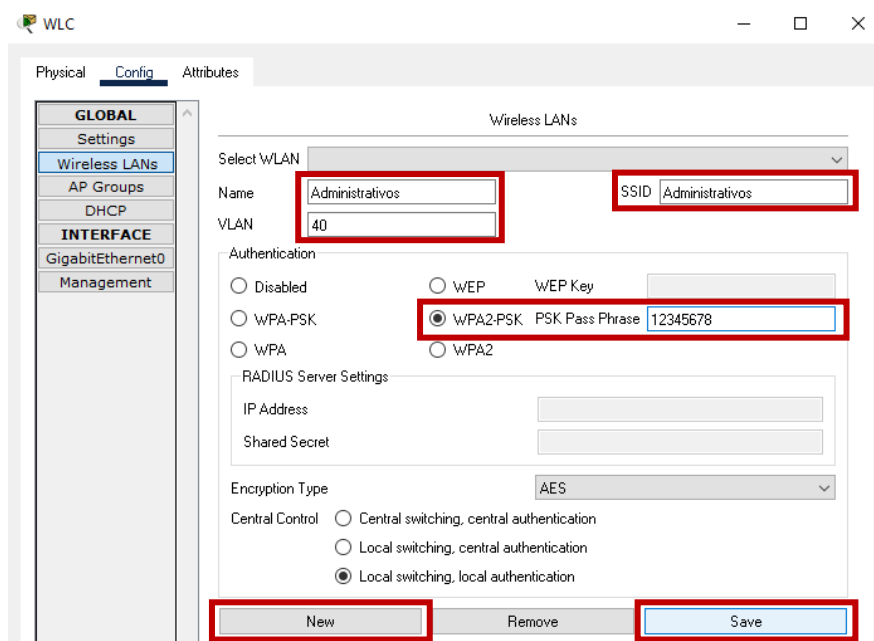 WLC
Physical Config Attributes
GLOBAL
Settings
Wireless LANs
AP Groups
DHCP
INTERFACE
GigabitEthernet0
Management
Wireless LANs
Select WLAN
Name Administrativos SSID Administrativos
VLAN 40
Authentication
Disabled WEP WEP Key
WPA-PSK WPA2-PSK PSK Pass Phrase 12345678
WPA WPA2
RADIUS Server Settings
IP Address
Shared Secret
Encryption Type AES
Central Control Central switching, central authentication
Local switching, central authentication
Local switching, local authentication
New Remove Save